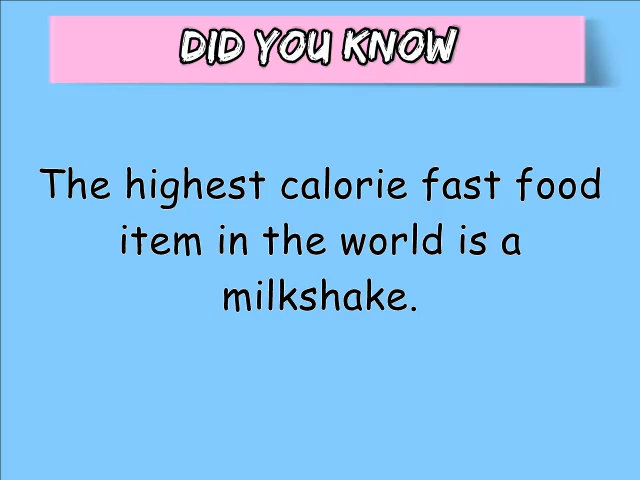 DID YOU KNOW
The highest calorie fast food
item in the world is a
milkshake.